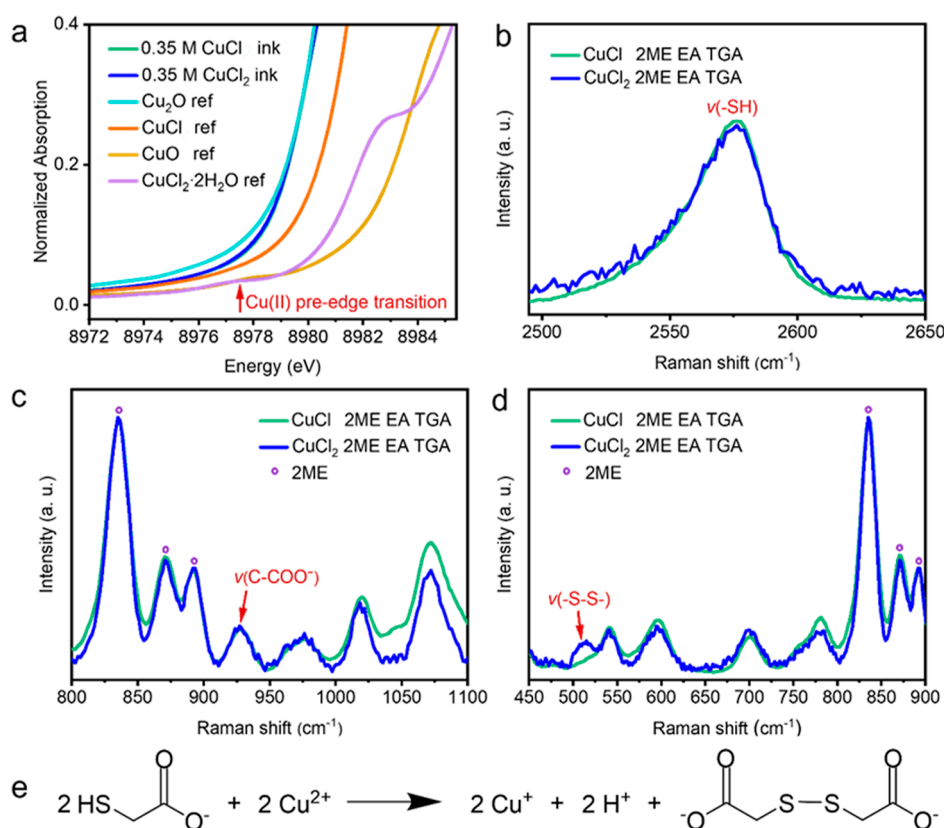 a
0.4
0.2
0.0
Normalized Absorption
0.35 M CuCl ink
0.35 M CuCl₂ ink
Cu₂O ref
CuCl ref
CuO ref
CuCl₂·2H₂O ref
Cu(II) pre-edge transition
8972 8974 8976 8978 8980 8982 8984
Energy (eV)
b
CuCl 2ME EA TGA
CuCl₂ 2ME EA TGA
ν(-SH)
Intensity (a. u.)
2500 2550 2600 2650
Raman shift (cm⁻¹)
c
CuCl 2ME EA TGA
CuCl₂ 2ME EA TGA
2ME
ν(C-COO⁻)
Intensity (a. u.)
800 850 900 950 1000 1050 1100
Raman shift (cm⁻¹)
d
CuCl 2ME EA TGA
CuCl₂ 2ME EA TGA
2ME
ν(-S-S-)
Intensity (a. u.)
450 500 550 600 650 700 750 800 850 900
Raman shift (cm⁻¹)
e
O O
2 HS O⁻ + 2 Cu²⁺ 2 Cu⁺ + 2 H⁺ + ⁻O S S O⁻
O